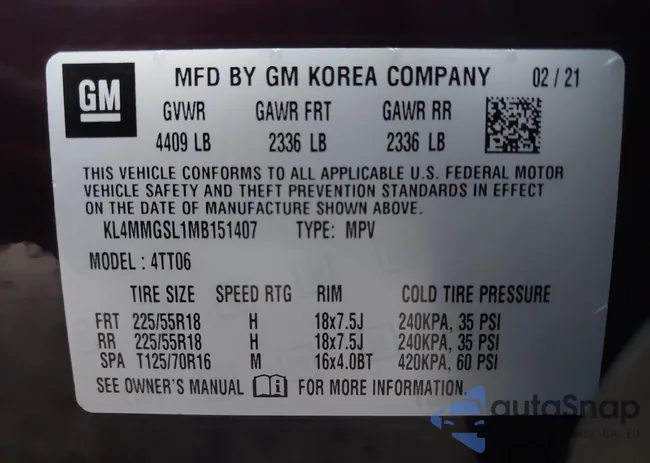 GM
MFD BY GM KOREA COMPANY 02 / 21
GVWR GAWR FRT GAWR RR
4409 LB 2336 LB 2336 LB
THIS VEHICLE CONFORMS TO ALL APPLICABLE U.S. FEDERAL MOTOR
VEHICLE SAFETY AND THEFT PREVENTION STANDARDS IN EFFECT
ON THE DATE OF MANUFACTURE SHOWN ABOVE.
KL4MMGSL1MB151407 TYPE: MPV
MODEL: 4TT06
TIRE SIZE SPEED RTG RIM COLD TIRE PRESSURE
FRT 225/55R18 H 18x7.5J 240KPA, 35 PSI
RR 225/55R18 H 18x7.5J 240KPA, 35 PSI
SPA T125/70R16 M 16x4.0BT 420KPA, 60 PSI
SEE OWNER'S MANUAL FOR MORE INFORMATION.
autoSnap